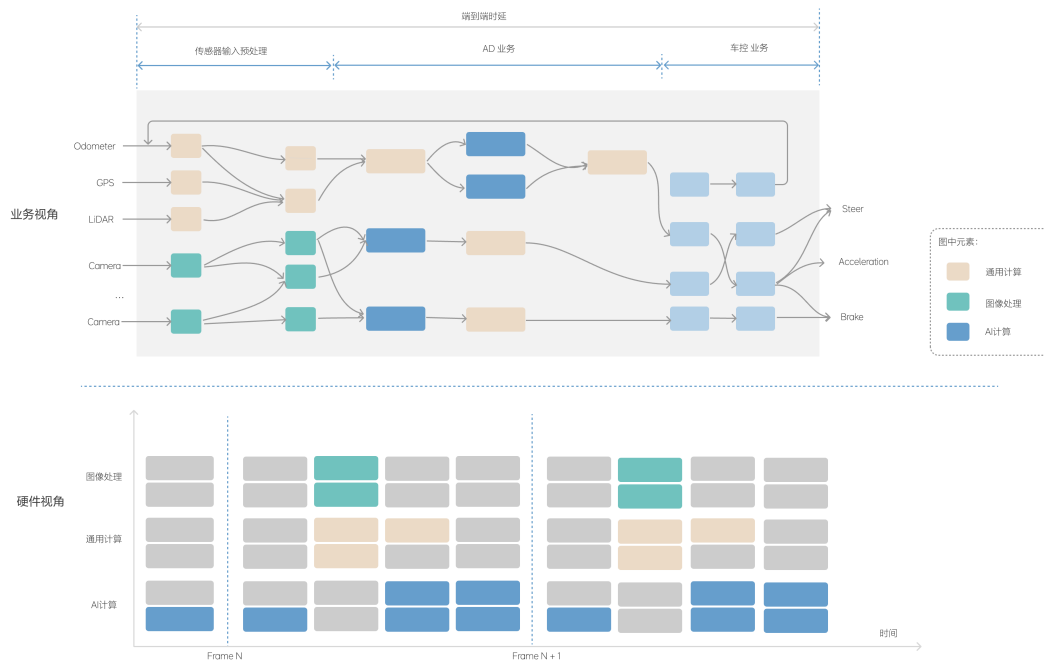 端到端时延
传感器输入预处理
AD 业务
车控 业务
业务视角
Odometer
GPS
LiDAR
Camera
...
Camera
Steer
Acceleration
Brake
图中元素：
通用计算
图像处理
AI计算
硬件视角
图像处理
通用计算
AI计算
时间
Frame N
Frame N + 1